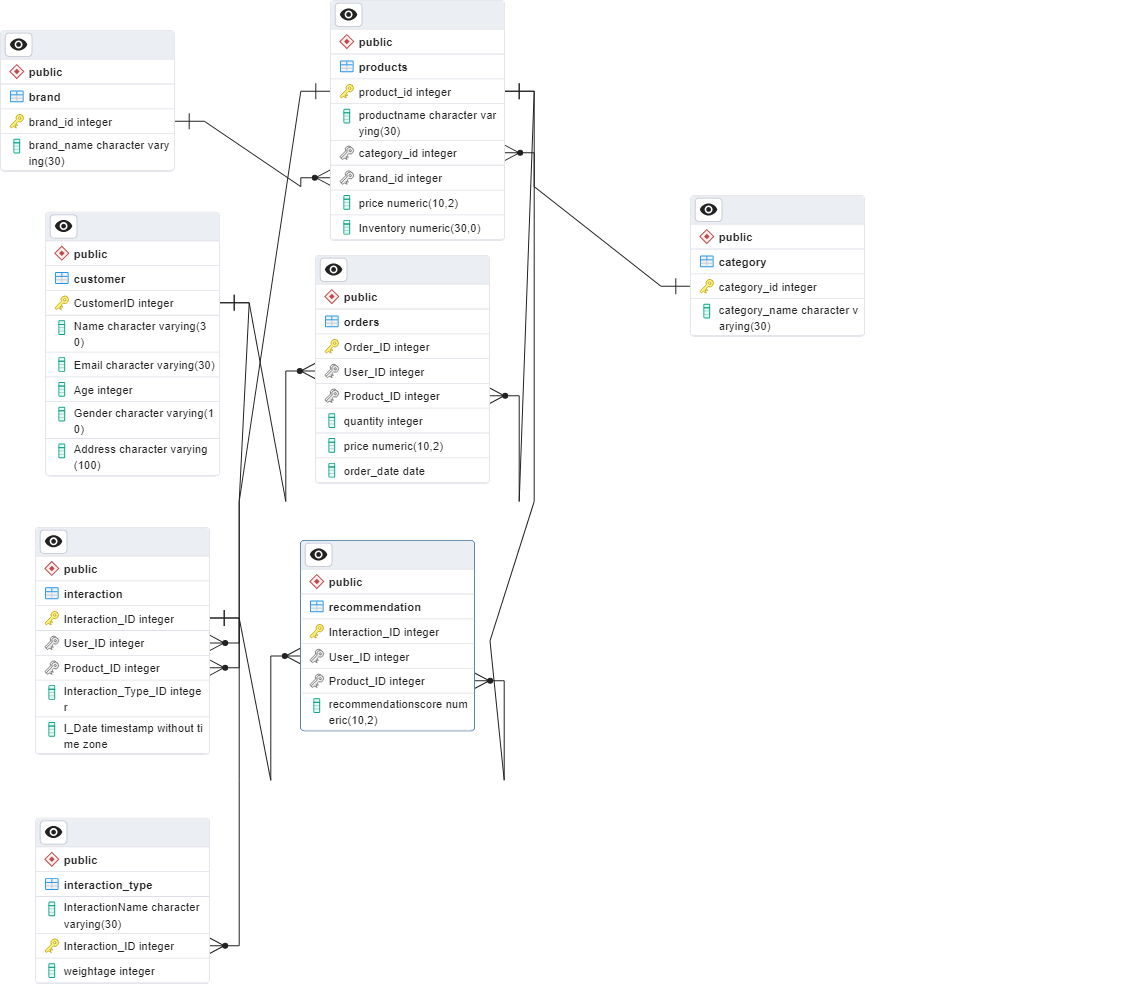 public
brand
brand_id integer
brand_name character vary
ing(30)
public
products
product_id integer
productname character var
ying(30)
category_id integer
brand_id integer
price numeric(10,2)
Inventory numeric(30,0)
public
category
category_id integer
category_name character v
arying(30)
public
customer
CustomerID integer
Name character varying(3
0)
Email character varying(30)
Age integer
Gender character varying(1
0)
Address character varying
(100)
public
orders
Order_ID integer
User_ID integer
Product_ID integer
quantity integer
price numeric(10,2)
order_date date
public
interaction
Interaction_ID integer
User_ID integer
Product_ID integer
Interaction_Type_ID intege
r
I_Date timestamp without ti
me zone
public
recommendation
Interaction_ID integer
User_ID integer
Product_ID integer
recommendationscore num
eric(10,2)
public
interaction_type
InteractionName character
varying(30)
Interaction_ID integer
weightage integer